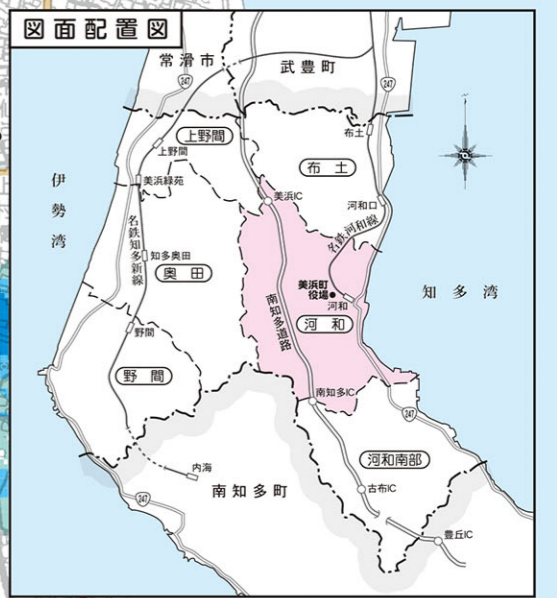 図面配置図
常滑市
武豊町
247
247
布土
上野間
上野間
布土
美浜緑苑
美浜IC
河和口
伊勢湾
名鉄知多新線
名鉄河和線
知多奥田
奥田
美浜町
役場
河和
知多湾
南知多道路
河和
野間
野間
南知多IC
247
河和南部
内海
南知多町
247
古布IC
豊丘IC